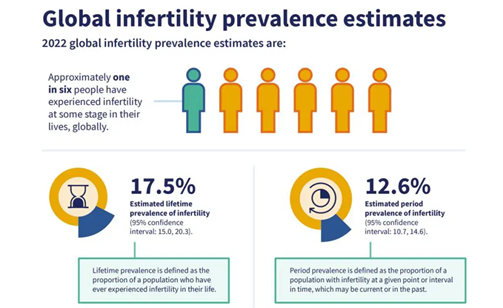 Global infertility prevalence estimates
2022 global infertility prevalence estimates are:
Approximately one
in six people have
experienced infertility
at some stage in their
lives, globally.
17.5%
Estimated lifetime
prevalence of infertility
(95% confidence
interval: 15.0, 20.3).
Lifetime prevalence is defined as the
proportion of a population who have
ever experienced infertility in their life.
12.6%
Estimated period
prevalence of infertility
(95% confidence
interval: 10.7, 14.6).
Period prevalence is defined as the proportion of a
population with infertility at a given point or interval
in time, which may be current or in the past.